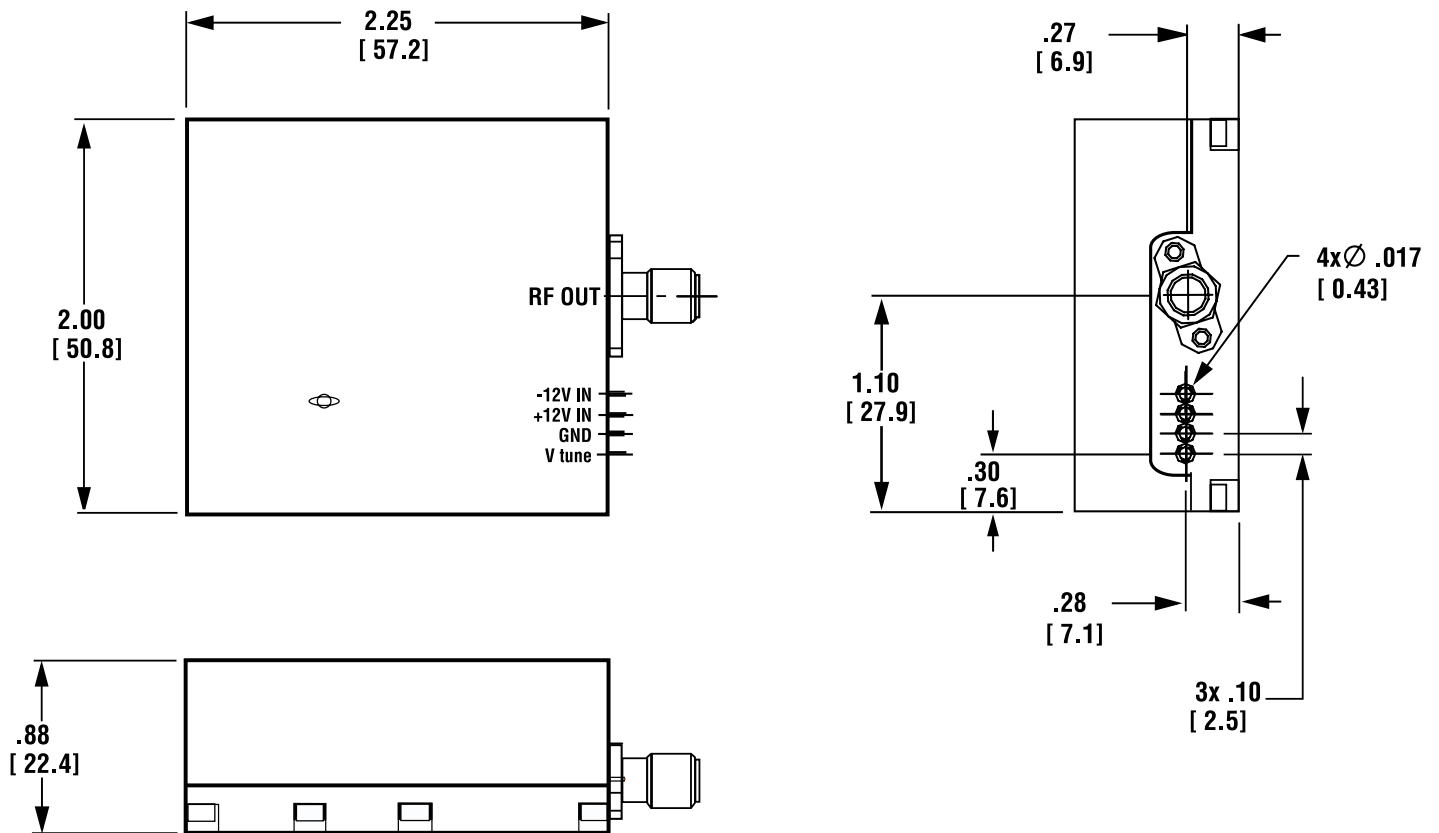 2.25
[ 57.2]
.27
[ 6.9]
2.00
[ 50.8]
RF OUT
-12V IN
+12V IN
GND
V tune
4xØ .017
[ 0.43]
1.10
[ 27.9]
.30
[ 7.6]
.28
[ 7.1]
3x .10
[ 2.5]
.88
[ 22.4]